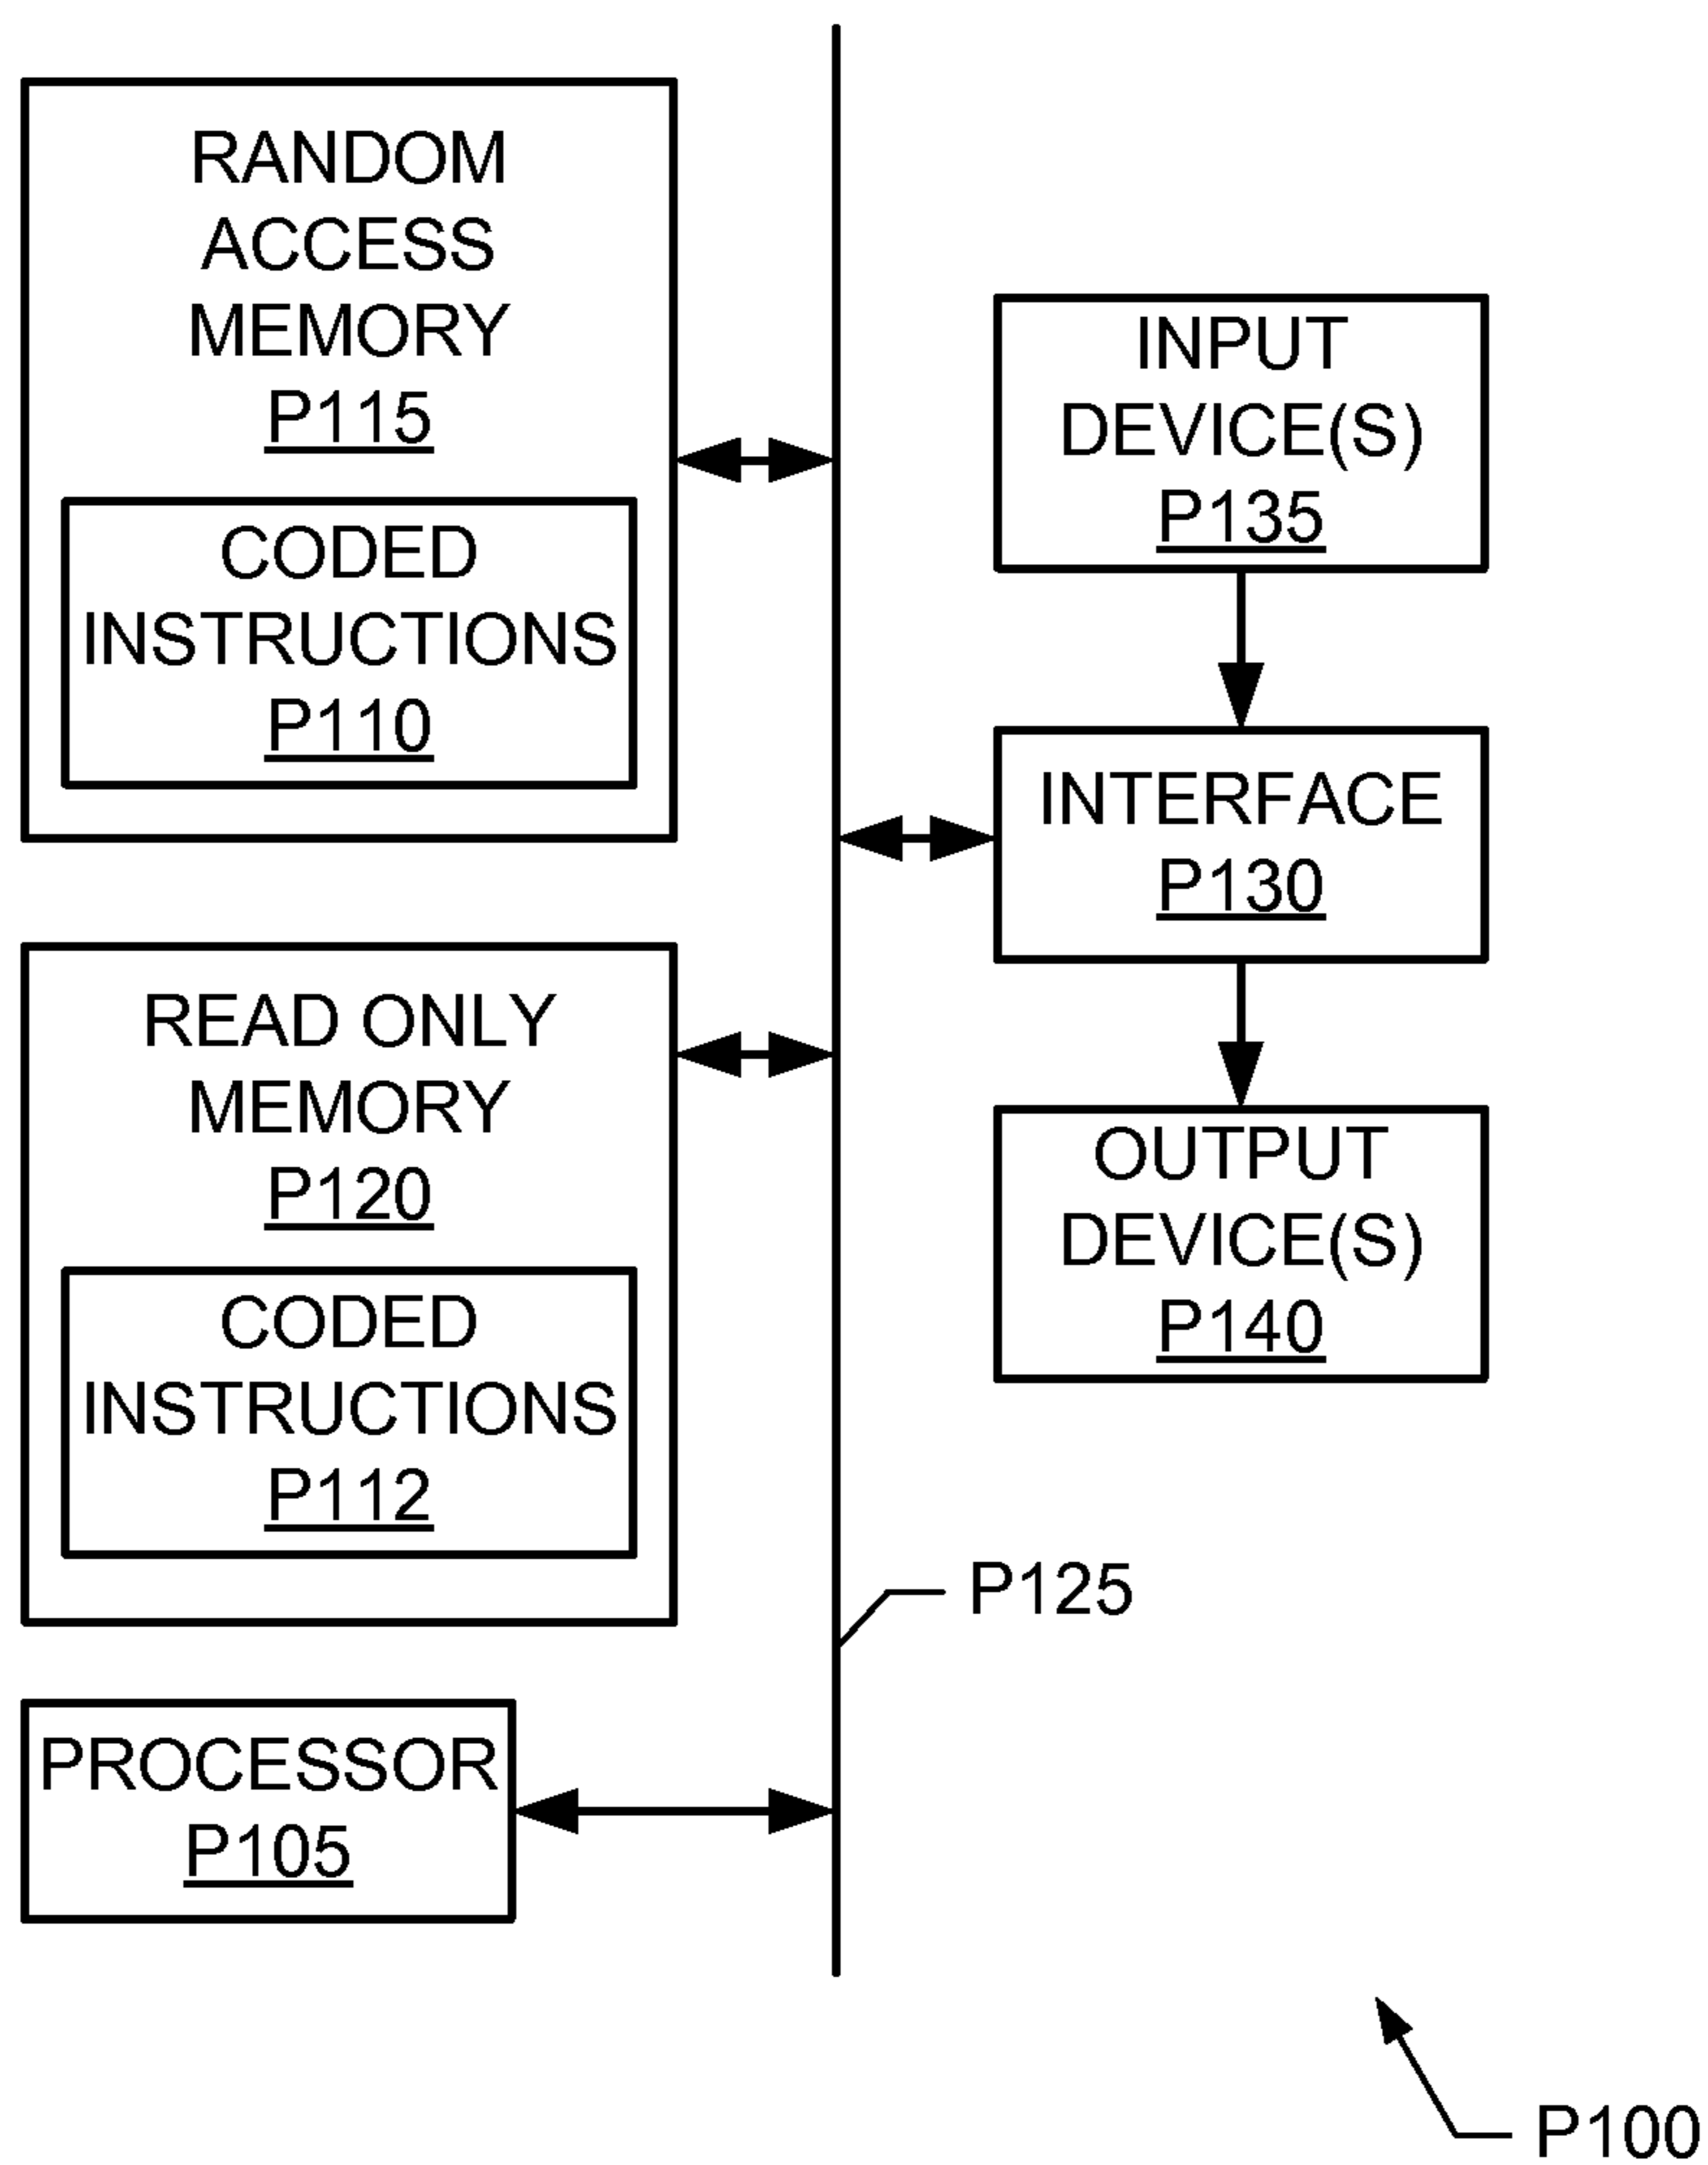 RANDOM
ACCESS
MEMORY
P115
CODED
INSTRUCTIONS
P110
READ ONLY
MEMORY
P120
CODED
INSTRUCTIONS
P112
PROCESSOR
P105
INPUT
DEVICE(S)
P135
INTERFACE
P130
OUTPUT
DEVICE(S)
P140
P125
P100